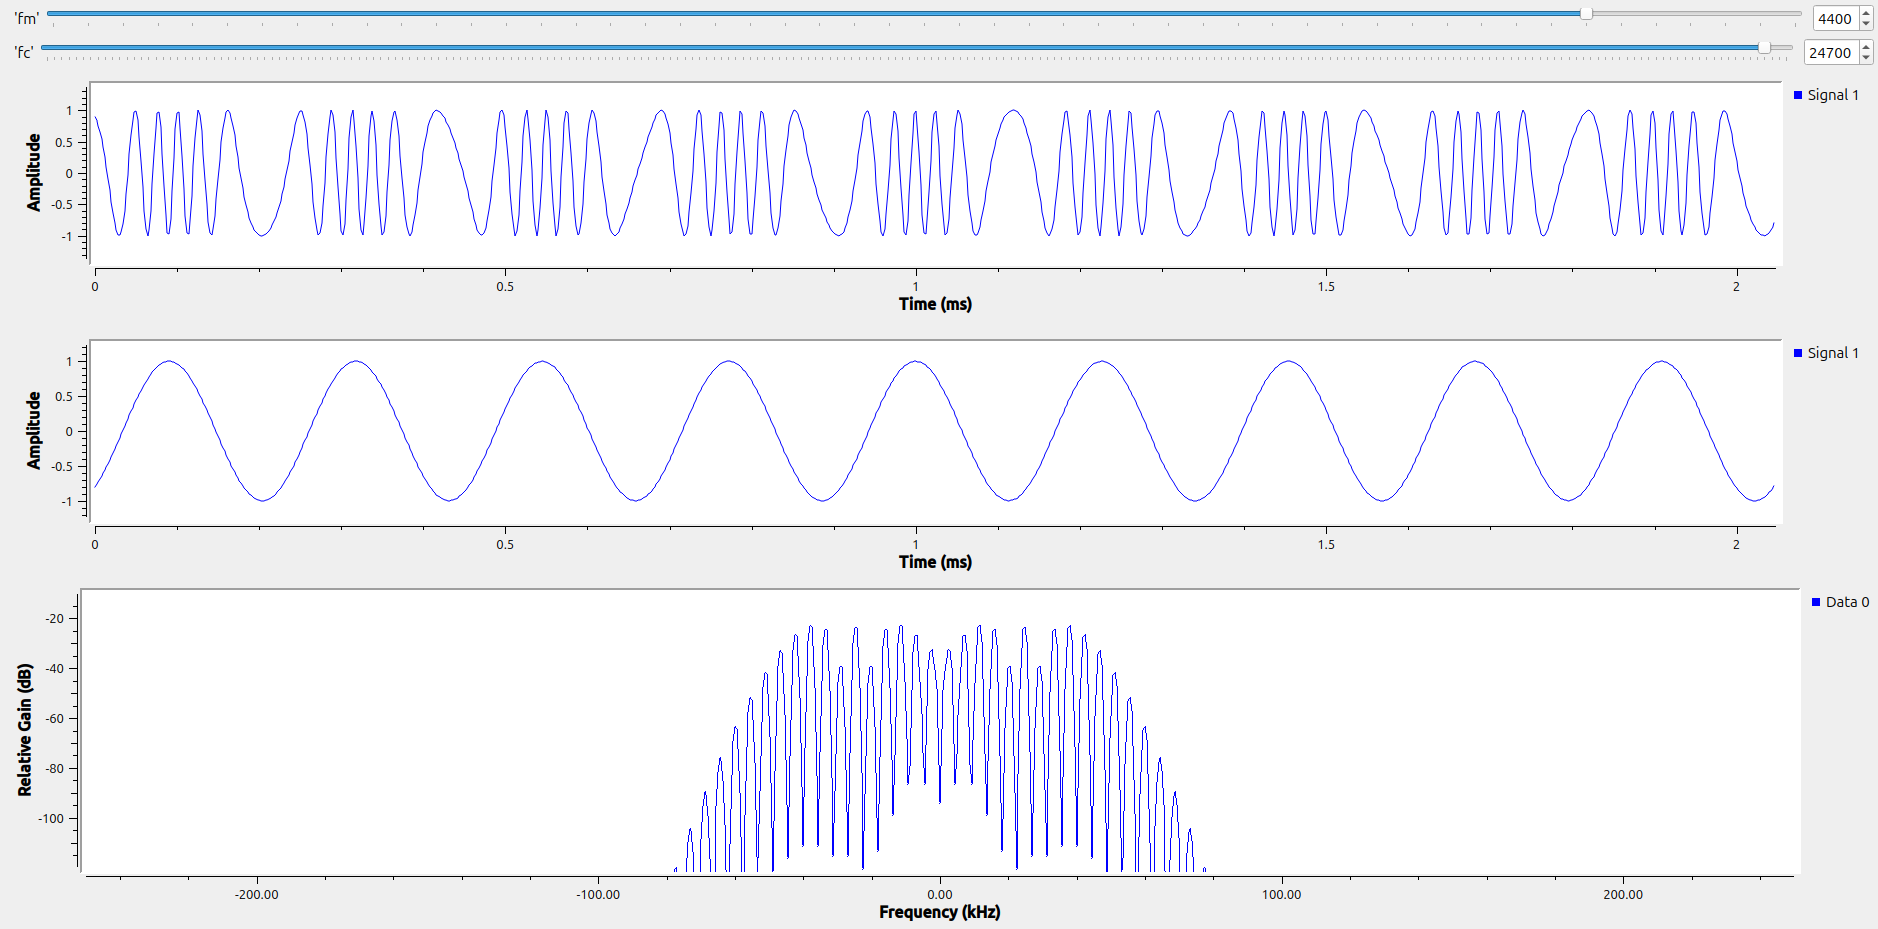 'fm' 4400
'fc' 24700
Signal 1
Amplitude
1
0.5
0
-0.5
-1
0 0.5 1 1.5 2
Time (ms)
Signal 1
Amplitude
1
0.5
0
-0.5
-1
0 0.5 1 1.5 2
Time (ms)
Data 0
Relative Gain (dB)
-20
-40
-60
-80
-100
-200.00 -100.00 0.00 100.00 200.00
Frequency (kHz)